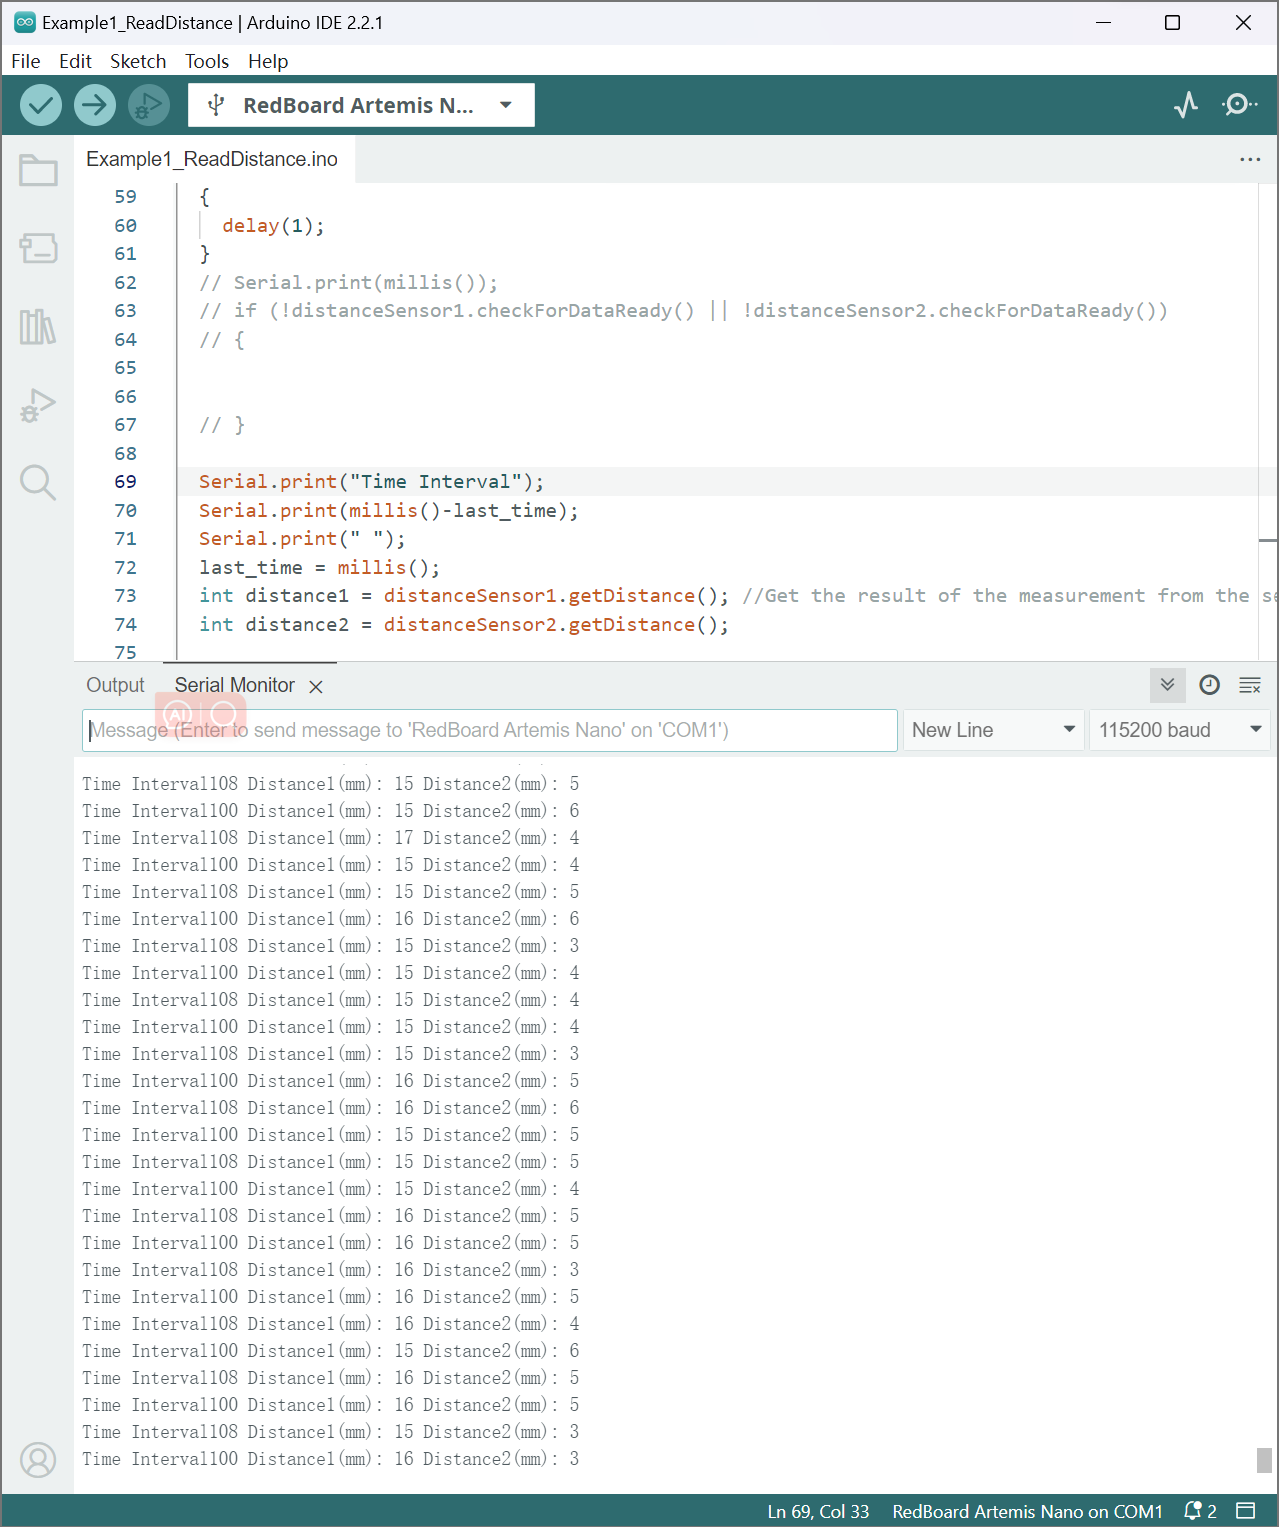 Example1_ReadDistance | Arduino IDE 2.2.1
File Edit Sketch Tools Help
RedBoard Artemis N...
Example1_ReadDistance.ino
59 {
60 delay(1);
61 }
62 // Serial.print(millis());
63 // if (!distanceSensor1.checkForDataReady() || !distanceSensor2.checkForDataReady())
64 // {
65
66
67 // }
68
69 Serial.print("Time Interval");
70 Serial.print(millis()-last_time);
71 Serial.print(" ");
72 last_time = millis();
73 int distance1 = distanceSensor1.getDistance(); //Get the result of the measurement from the se
74 int distance2 = distanceSensor2.getDistance();
75
Output Serial Monitor
AI
Message (Enter to send message to 'RedBoard Artemis Nano' on 'COM1') New Line 115200 baud
Time Interval108 Distance1(mm): 15 Distance2(mm): 5
Time Interval100 Distance1(mm): 15 Distance2(mm): 6
Time Interval108 Distance1(mm): 17 Distance2(mm): 4
Time Interval100 Distance1(mm): 15 Distance2(mm): 4
Time Interval108 Distance1(mm): 15 Distance2(mm): 5
Time Interval100 Distance1(mm): 16 Distance2(mm): 6
Time Interval108 Distance1(mm): 15 Distance2(mm): 3
Time Interval100 Distance1(mm): 15 Distance2(mm): 4
Time Interval108 Distance1(mm): 15 Distance2(mm): 4
Time Interval100 Distance1(mm): 15 Distance2(mm): 4
Time Interval108 Distance1(mm): 15 Distance2(mm): 3
Time Interval100 Distance1(mm): 16 Distance2(mm): 5
Time Interval108 Distance1(mm): 16 Distance2(mm): 6
Time Interval100 Distance1(mm): 15 Distance2(mm): 5
Time Interval108 Distance1(mm): 15 Distance2(mm): 5
Time Interval100 Distance1(mm): 15 Distance2(mm): 4
Time Interval108 Distance1(mm): 16 Distance2(mm): 5
Time Interval100 Distance1(mm): 16 Distance2(mm): 5
Time Interval108 Distance1(mm): 16 Distance2(mm): 3
Time Interval100 Distance1(mm): 16 Distance2(mm): 5
Time Interval108 Distance1(mm): 16 Distance2(mm): 4
Time Interval100 Distance1(mm): 15 Distance2(mm): 6
Time Interval108 Distance1(mm): 16 Distance2(mm): 5
Time Interval100 Distance1(mm): 16 Distance2(mm): 5
Time Interval108 Distance1(mm): 15 Distance2(mm): 3
Time Interval100 Distance1(mm): 16 Distance2(mm): 3
Ln 69, Col 33 RedBoard Artemis Nano on COM1 2